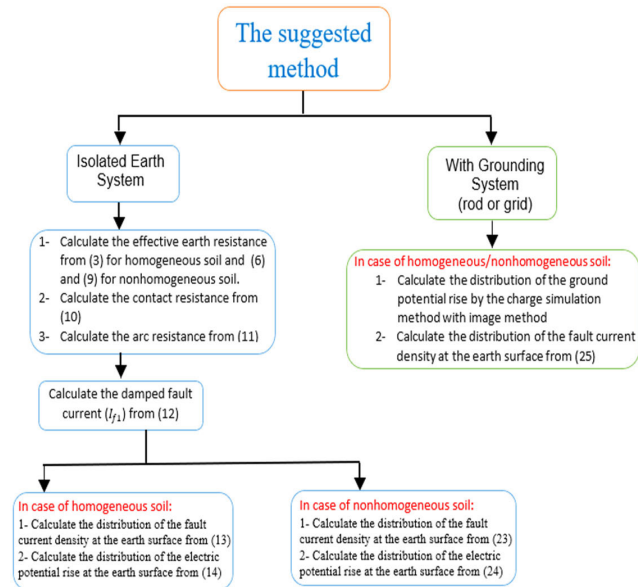 The suggested
method
Isolated Earth
System
With Grounding
System
(rod or grid)
1- Calculate the effective earth resistance
from (3) for homogeneous soil and (6)
and (9) for nonhomogeneous soil.
2- Calculate the contact resistance from
(10)
3- Calculate the arc resistance from (11)
In case of homogeneous/nonhomogeneous soil:
1- Calculate the distribution of the ground
potential rise by the charge simulation
method with image method
2- Calculate the distribution of the fault current
density at the earth surface from (25)
Calculate the damped fault
current (I_{f1}) from (12)
In case of homogeneous soil:
1- Calculate the distribution of the fault
current density at the earth surface from (13)
2- Calculate the distribution of the electric
potential rise at the earth surface from
(14)
In case of nonhomogeneous soil:
1- Calculate the distribution of the fault
current density at the earth surface from
(23)
2- Calculate the distribution of the electric
potential rise at the earth surface from
(24)